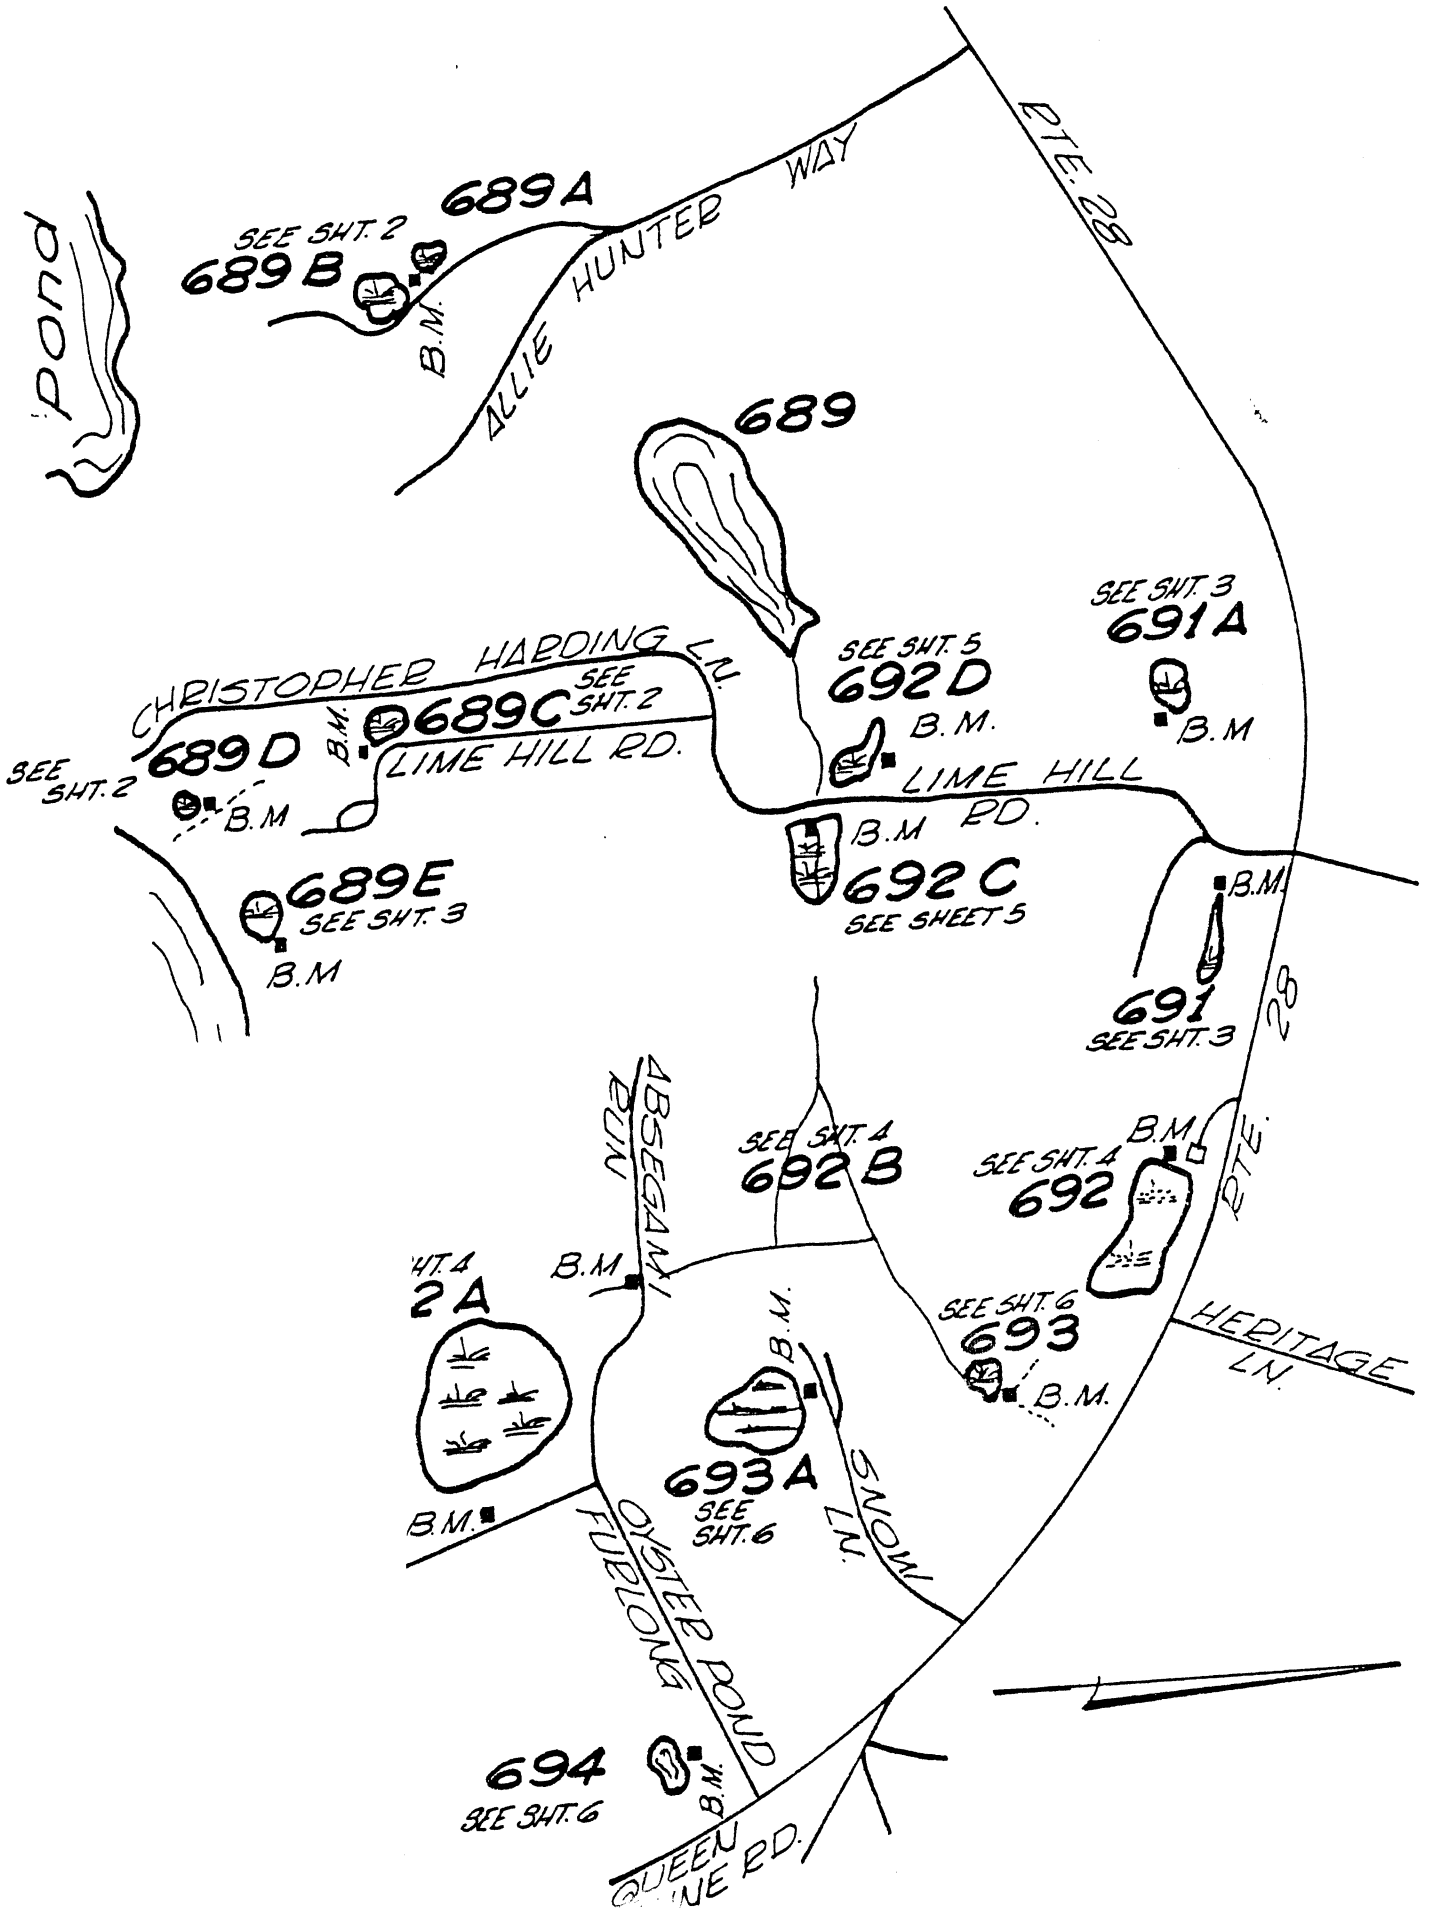 RTE. 28
WAY
HUNTER
ALLIE
689 A
SEE SHT. 2
689 B
B.M.
Pond
689
SEE SHT. 3
691 A
B.M
CHRISTOPHER HARDING LN.
SEE SHT. 5
692 D
B.M.
SEE
SHT. 2
689C
B.M.
LIME HILL RD.
SEE
SHT. 2
689 D
B.M
LIME HILL
RD.
B.M
692 C
SEE SHEET 5
689E
SEE SHT. 3
B.M
B.M.
691
SEE SHT. 3
28
RTE.
ABSEGAMI
RUN
SEE SHT. 4
692 B
B.M
SEE SHT. 4
692
HT. 4
2 A
B.M
B.M.
SEE SHT. 6
693
B.M.
HERITAGE
LN.
693 A
SEE
SHT. 6
SNOW
LN.
B.M.
OYSTER POND
FURLONG
694
SEE SHT. 6
B.M.
QUEEN
NE RD.